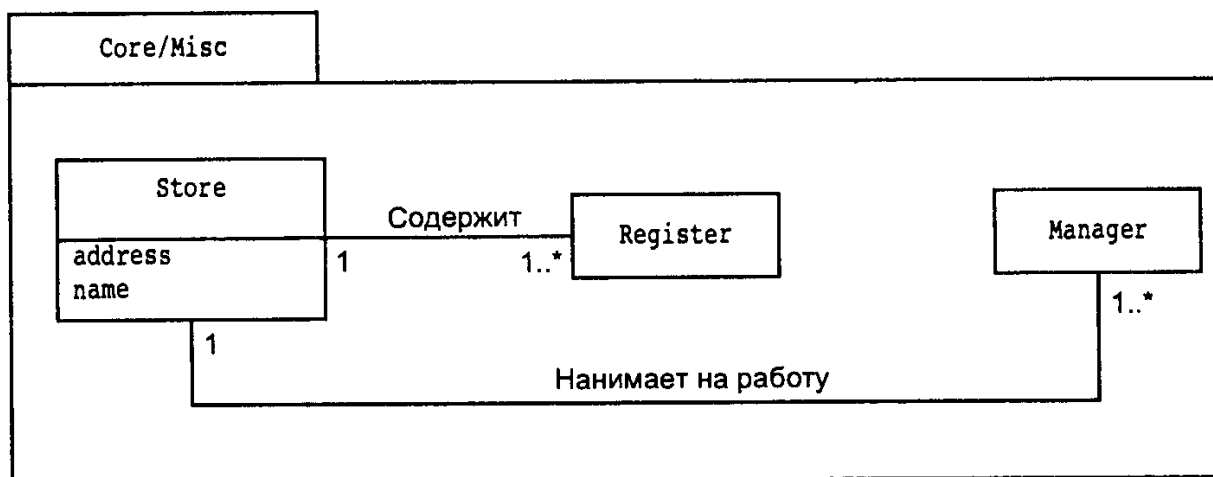 Core/Misc
Store
address
name
Содержит
1
1..*
Register
Manager
1..*
1
Нанимает на работу